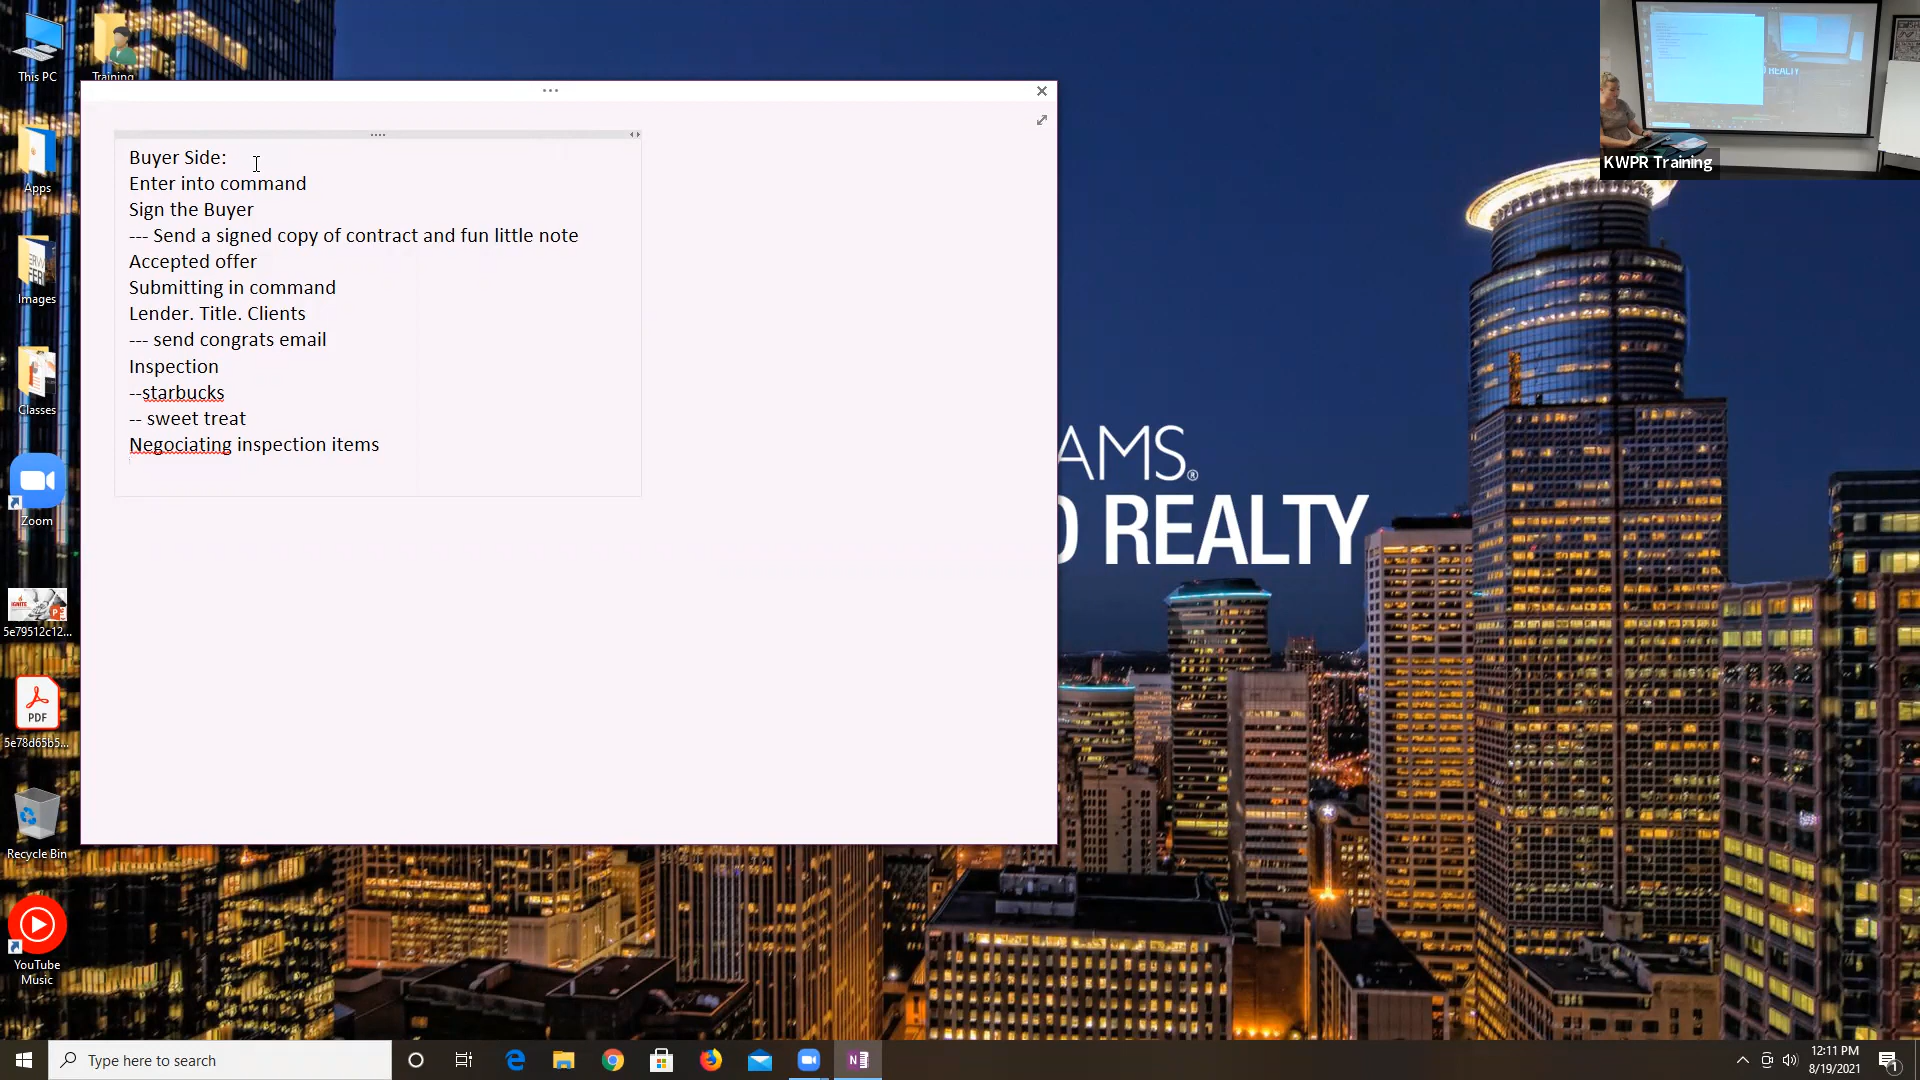 This PC
Training
Apps
Images
Classes
Zoom
5e79512c12...
PDF
5e78d65b5...
Recycle Bin
YouTube
Music
Buyer Side:
Enter into command
Sign the Buyer
--- Send a signed copy of contract and fun little note
Accepted offer
Submitting in command
Lender. Title. Clients
--- send congrats email
Inspection
--starbucks
-- sweet treat
Negociating inspection items
AMS®
REALTY
REALTY
KWPR Training
Type here to search
12:11 PM
8/19/2021
1